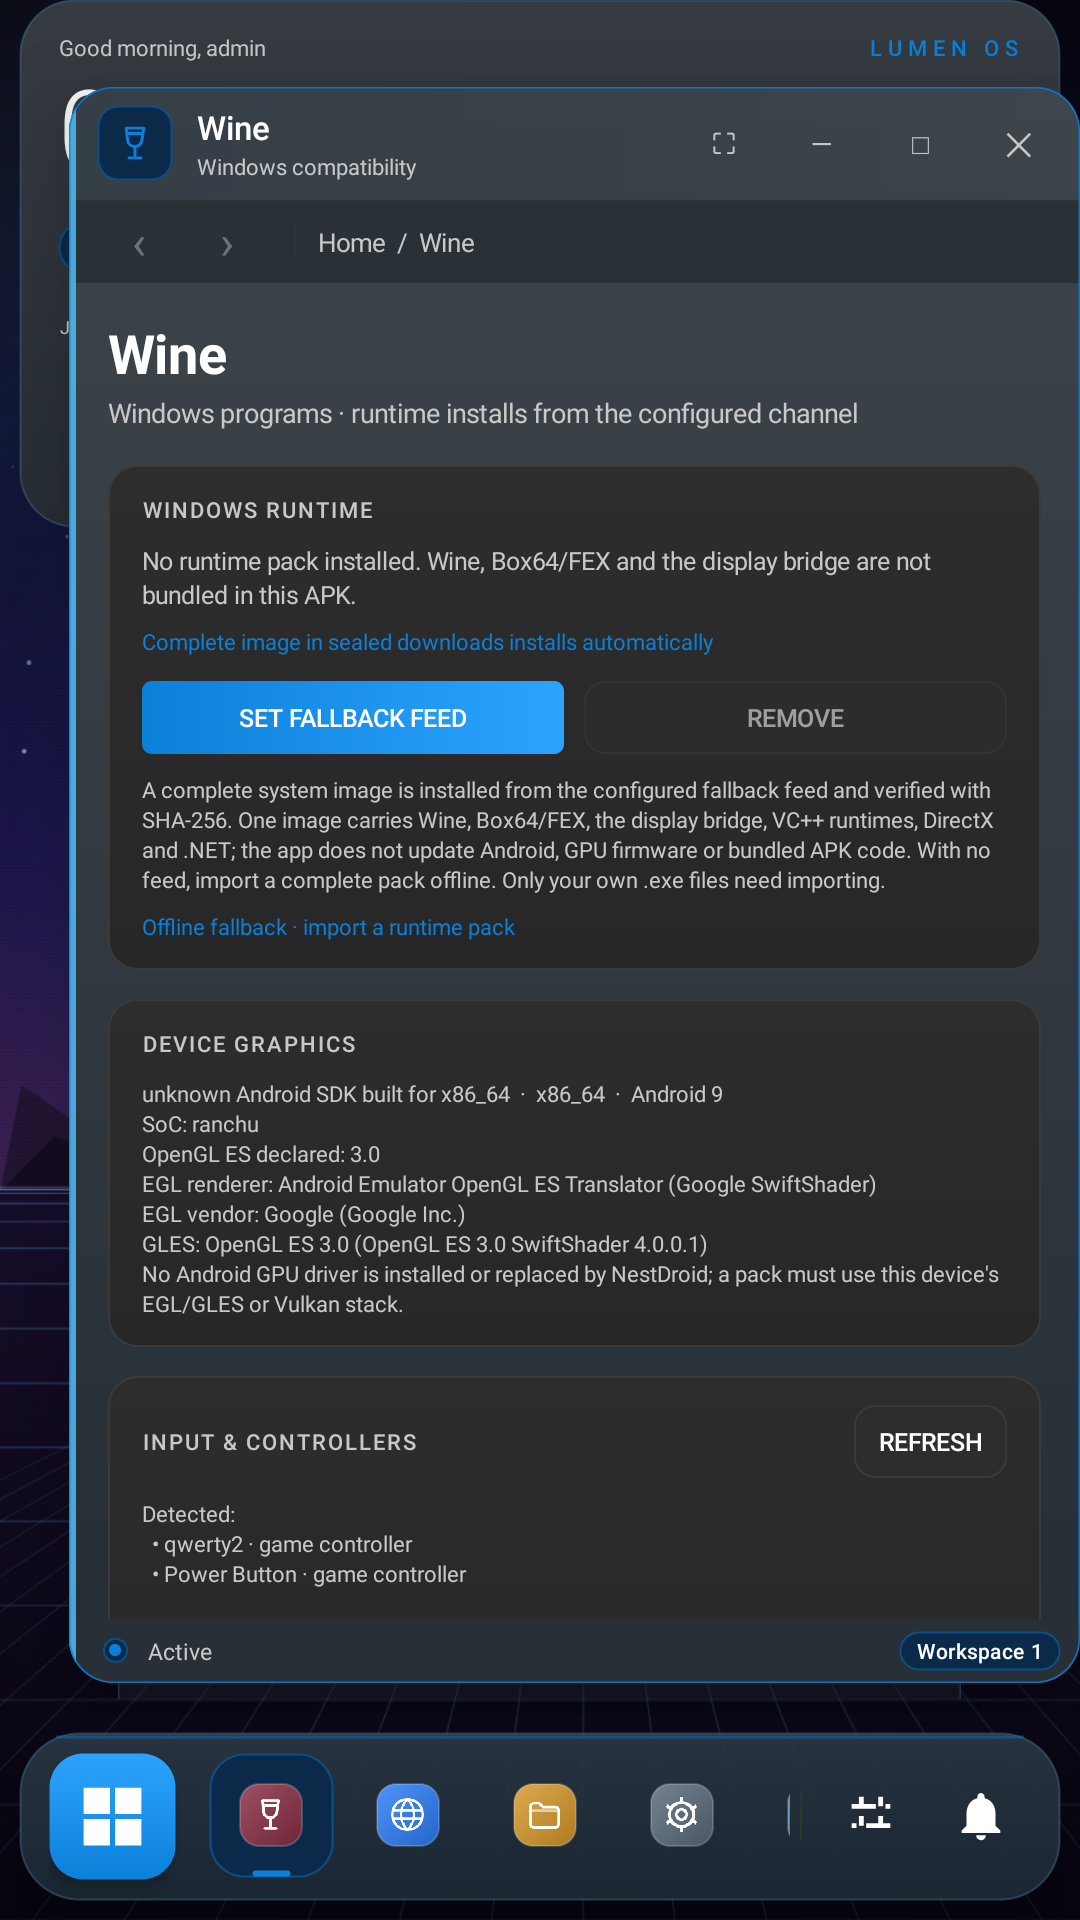 Good morning, admin
LUMEN OS
Wine
Windows compatibility
Home / Wine
Wine
Windows programs · runtime installs from the configured channel
WINDOWS RUNTIME
No runtime pack installed. Wine, Box64/FEX and the display bridge are not
bundled in this APK.
Complete image in sealed downloads installs automatically
SET FALLBACK FEED
REMOVE
A complete system image is installed from the configured fallback feed and verified with
SHA-256. One image carries Wine, Box64/FEX, the display bridge, VC++ runtimes, DirectX
and .NET; the app does not update Android, GPU firmware or bundled APK code. With no
feed, import a complete pack offline. Only your own .exe files need importing.
Offline fallback · import a runtime pack
DEVICE GRAPHICS
unknown Android SDK built for x86_64 · x86_64 · Android 9
SoC: ranchu
OpenGL ES declared: 3.0
EGL renderer: Android Emulator OpenGL ES Translator (Google SwiftShader)
EGL vendor: Google (Google Inc.)
GLES: OpenGL ES 3.0 (OpenGL ES 3.0 SwiftShader 4.0.0.1)
No Android GPU driver is installed or replaced by NestDroid; a pack must use this device's
EGL/GLES or Vulkan stack.
INPUT & CONTROLLERS
REFRESH
Detected:
• qwerty2 · game controller
• Power Button · game controller
Active
Workspace 1